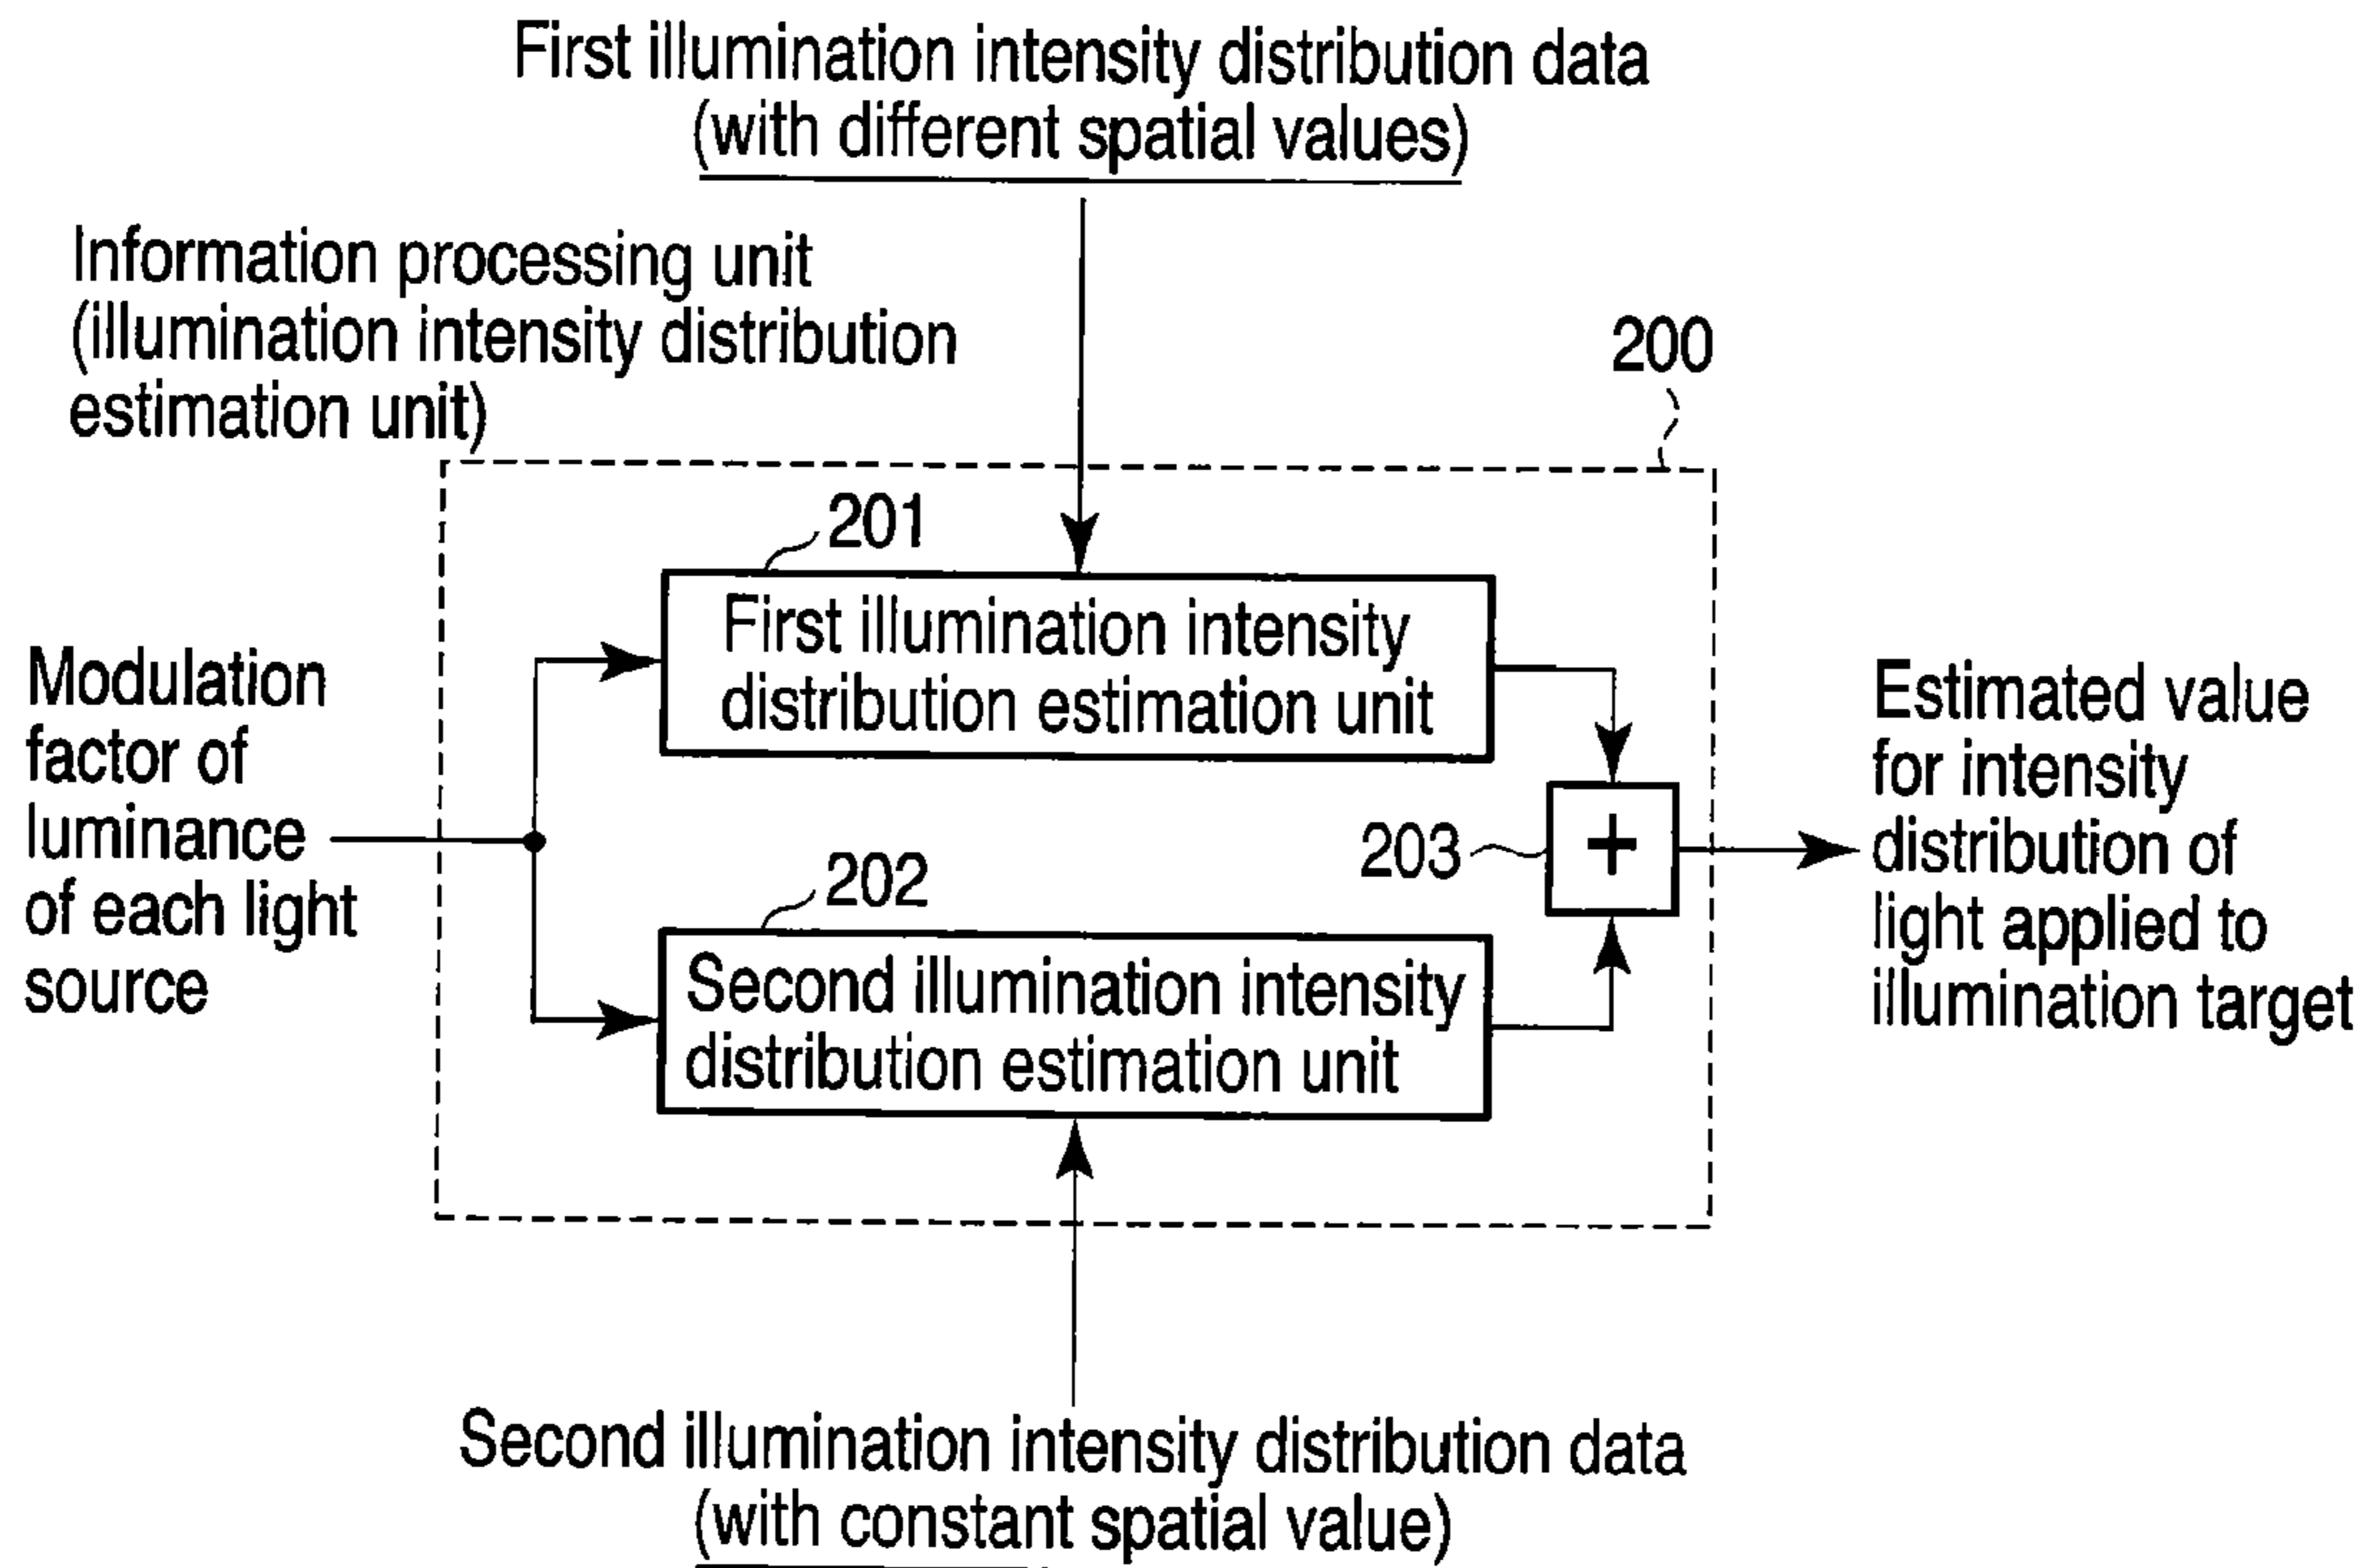 First illumination intensity distribution data
(with different spatial values)
Information processing unit
(illumination intensity distribution
estimation unit)
200
201
First illumination intensity
distribution estimation unit
Modulation
factor of
luminance
of each light
source
203
+
Estimated value
for intensity
distribution of
light applied to
illumination target
202
Second illumination intensity
distribution estimation unit
Second illumination intensity distribution data
(with constant spatial value)